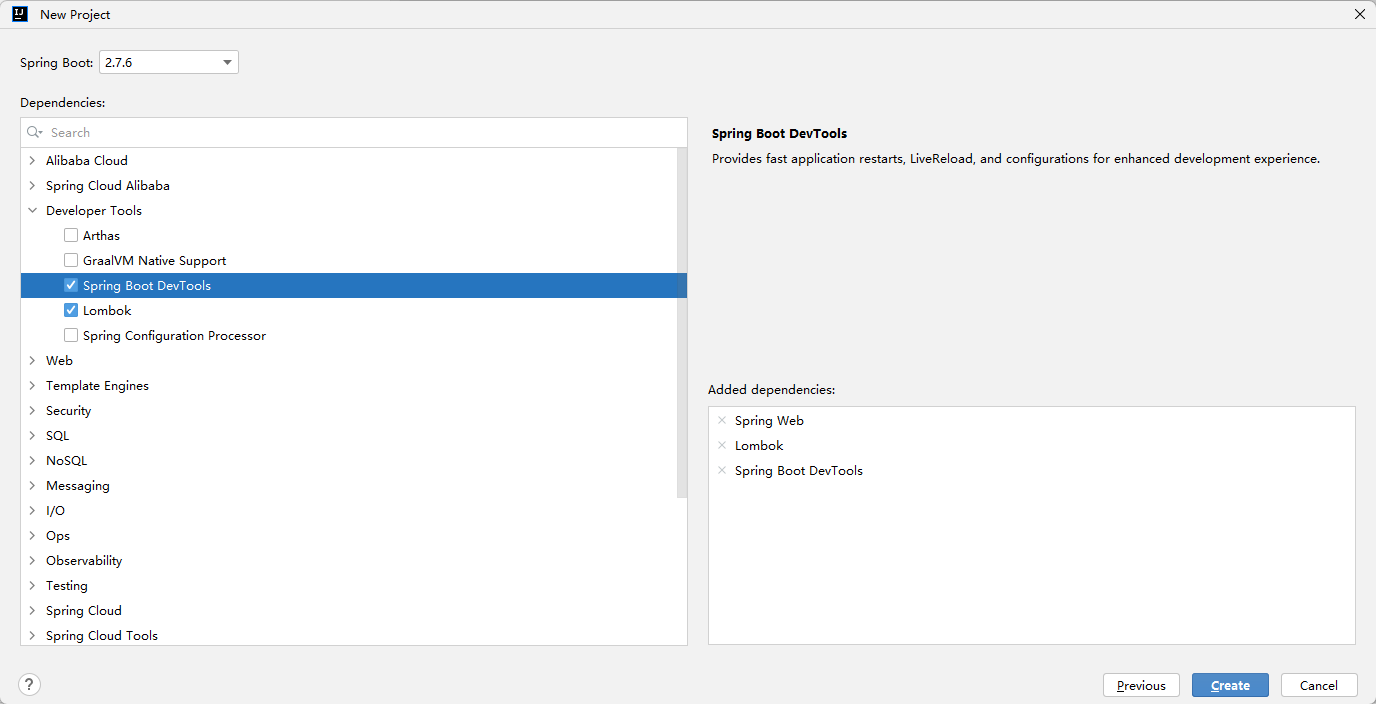 New Project
Spring Boot: 2.7.6
Dependencies:
Search
Alibaba Cloud
Spring Cloud Alibaba
Developer Tools
Arthas
GraalVM Native Support
Spring Boot DevTools
Lombok
Spring Configuration Processor
Web
Template Engines
Security
SQL
NoSQL
Messaging
I/O
Ops
Observability
Testing
Spring Cloud
Spring Cloud Tools
Spring Boot DevTools
Provides fast application restarts, LiveReload, and configurations for enhanced development experience.
Added dependencies:
Spring Web
Lombok
Spring Boot DevTools
? Previous Create Cancel